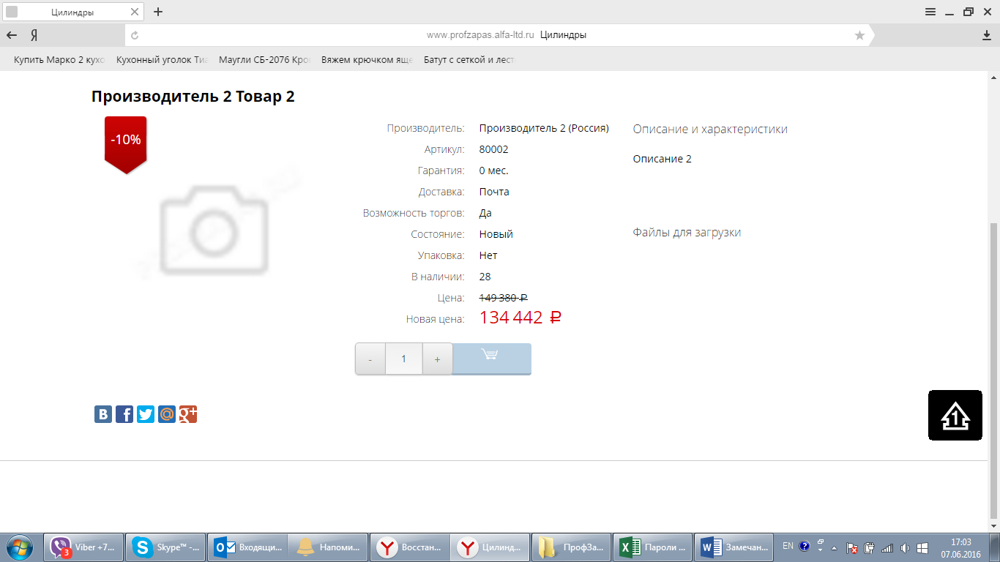 Цилиндры
www.profzapas.alfa-ltd.ru Цилиндры
Купить Марко 2 кухо
Кухонный уголок Тиа
Маугли СБ-2076 Кро
Вяжем крючком яще
Батут с сеткой и лест
Производитель 2 Товар 2
-10%
Производитель: Производитель 2 (Россия)
Артикул: 80002
Гарантия: 0 мес.
Доставка: Почта
Возможность торгов: Да
Состояние: Новый
Упаковка: Нет
В наличии: 28
Цена: 149 380 ₽
Новая цена: 134 442 ₽
- 1 +
Описание и характеристики
Описание 2
Файлы для загрузки
1
Viber +7...
3
Skype™ -...
Входящи...
Напоми...
Восстан...
Цилинд...
ПрофЗа...
Пароли ...
Замечан...
EN
17:03
07.06.2016